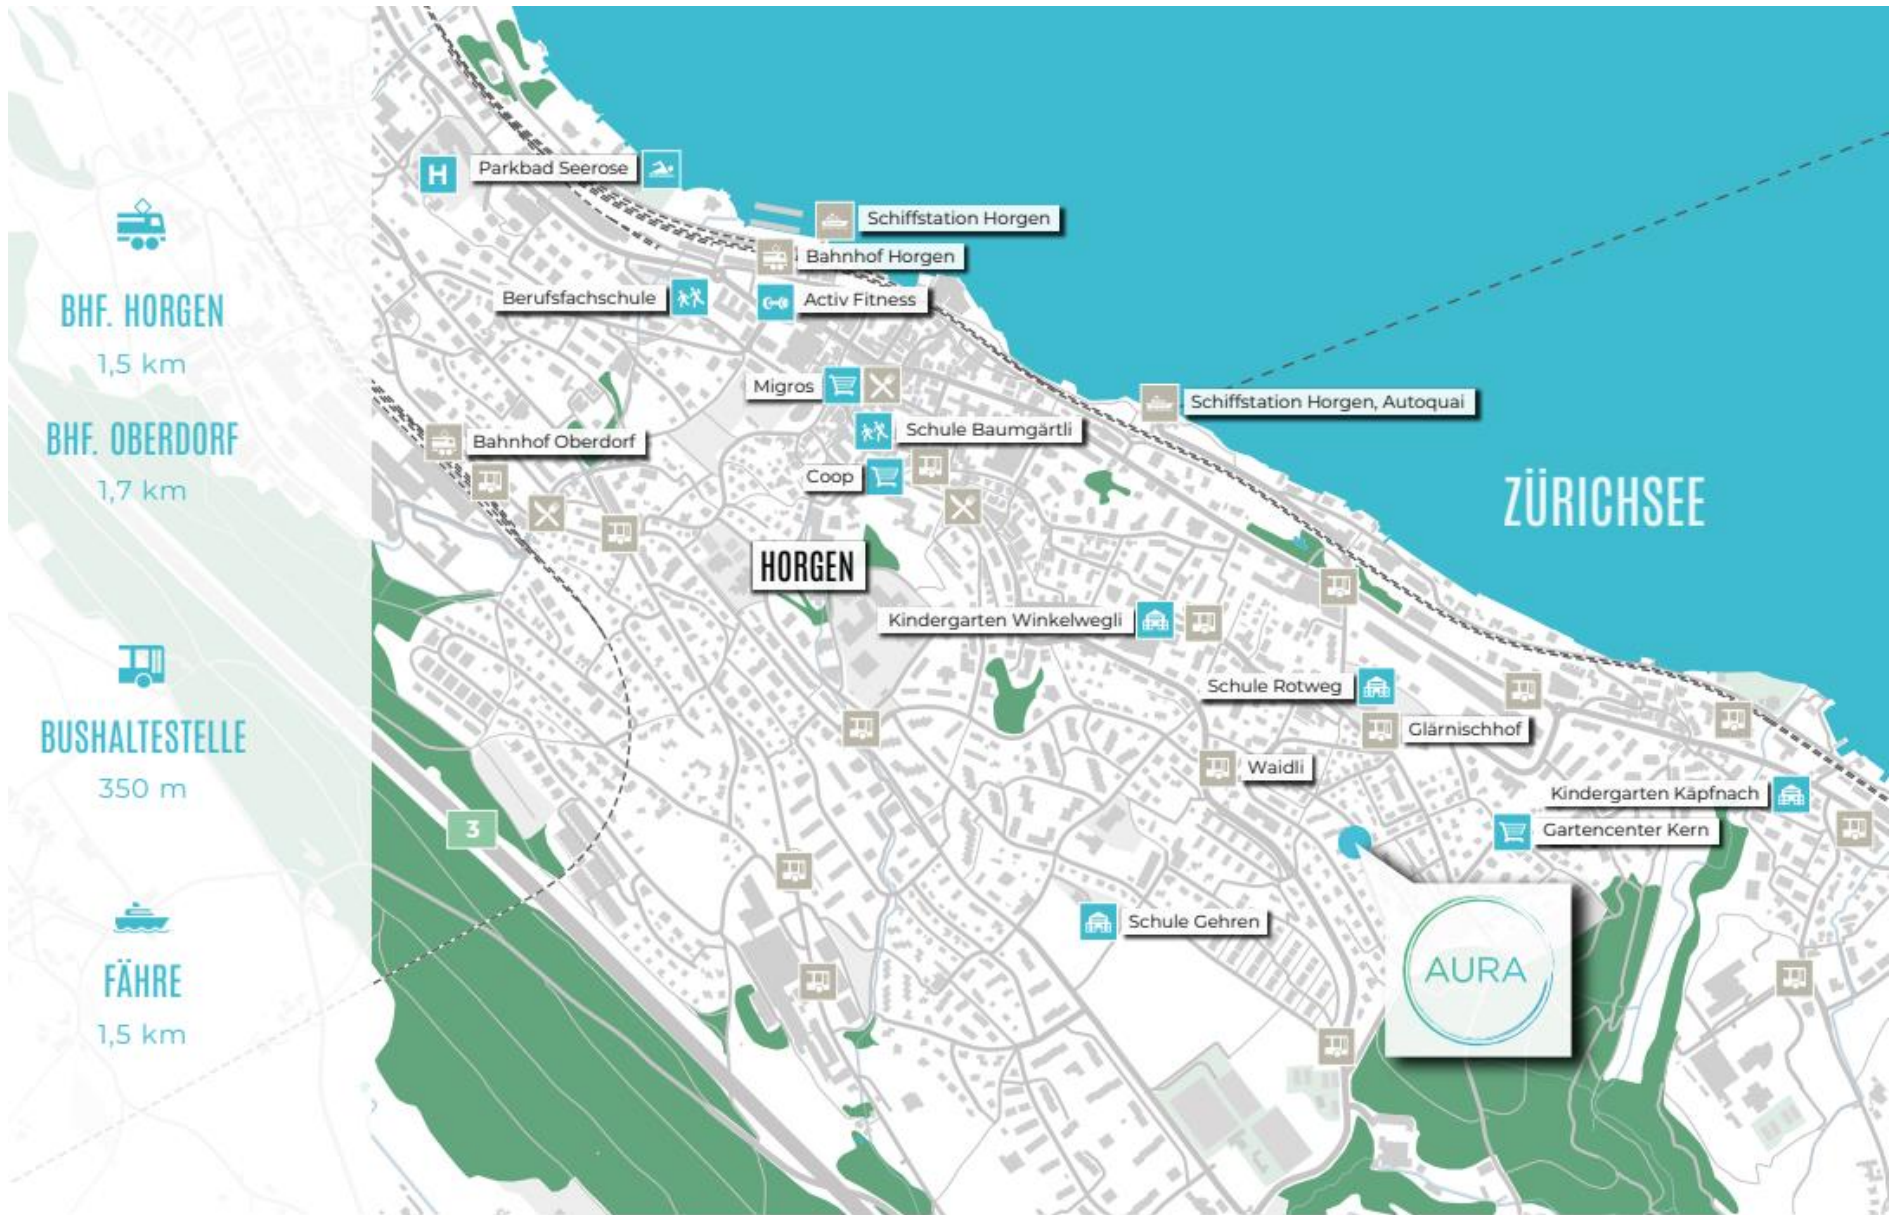 BHF. HORGEN
1,5 km
BHF. OBERDORF
1,7 km
BUSHALTESTELLE
350 m
FÄHRE
1,5 km
H
Parkbad Seerose
Schiffstation Horgen
Bahnhof Horgen
Berufsfachschule
Activ Fitness
Migros
Schiffstation Horgen, Autoquai
Bahnhof Oberdorf
Schule Baumgärtli
Coop
ZÜRICHSEE
HORGEN
Kindergarten Winkelwegli
Schule Rotweg
Glärnischhof
Waidli
Kindergarten Käpfnach
Gartencenter Kern
3
Schule Gehren
AURA